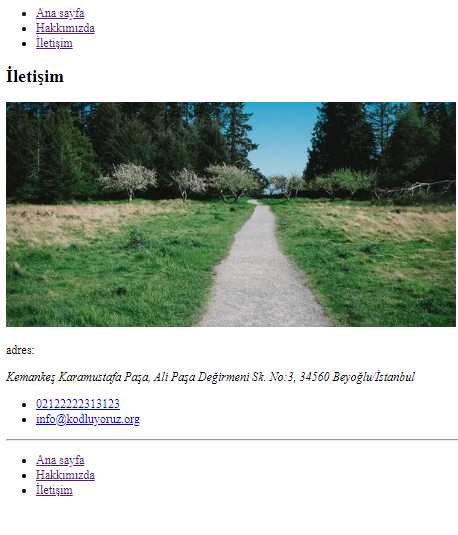 Ana sayfa
Hakkımızda
İletişim
İletişim
adres:
Kemankeş Karamustafa Paşa, Ali Paşa Değirmeni Sk. No:3, 34560 Beyoğlu/İstanbul
02122222313123
info@kodluyoruz.org
Ana sayfa
Hakkımızda
İletişim